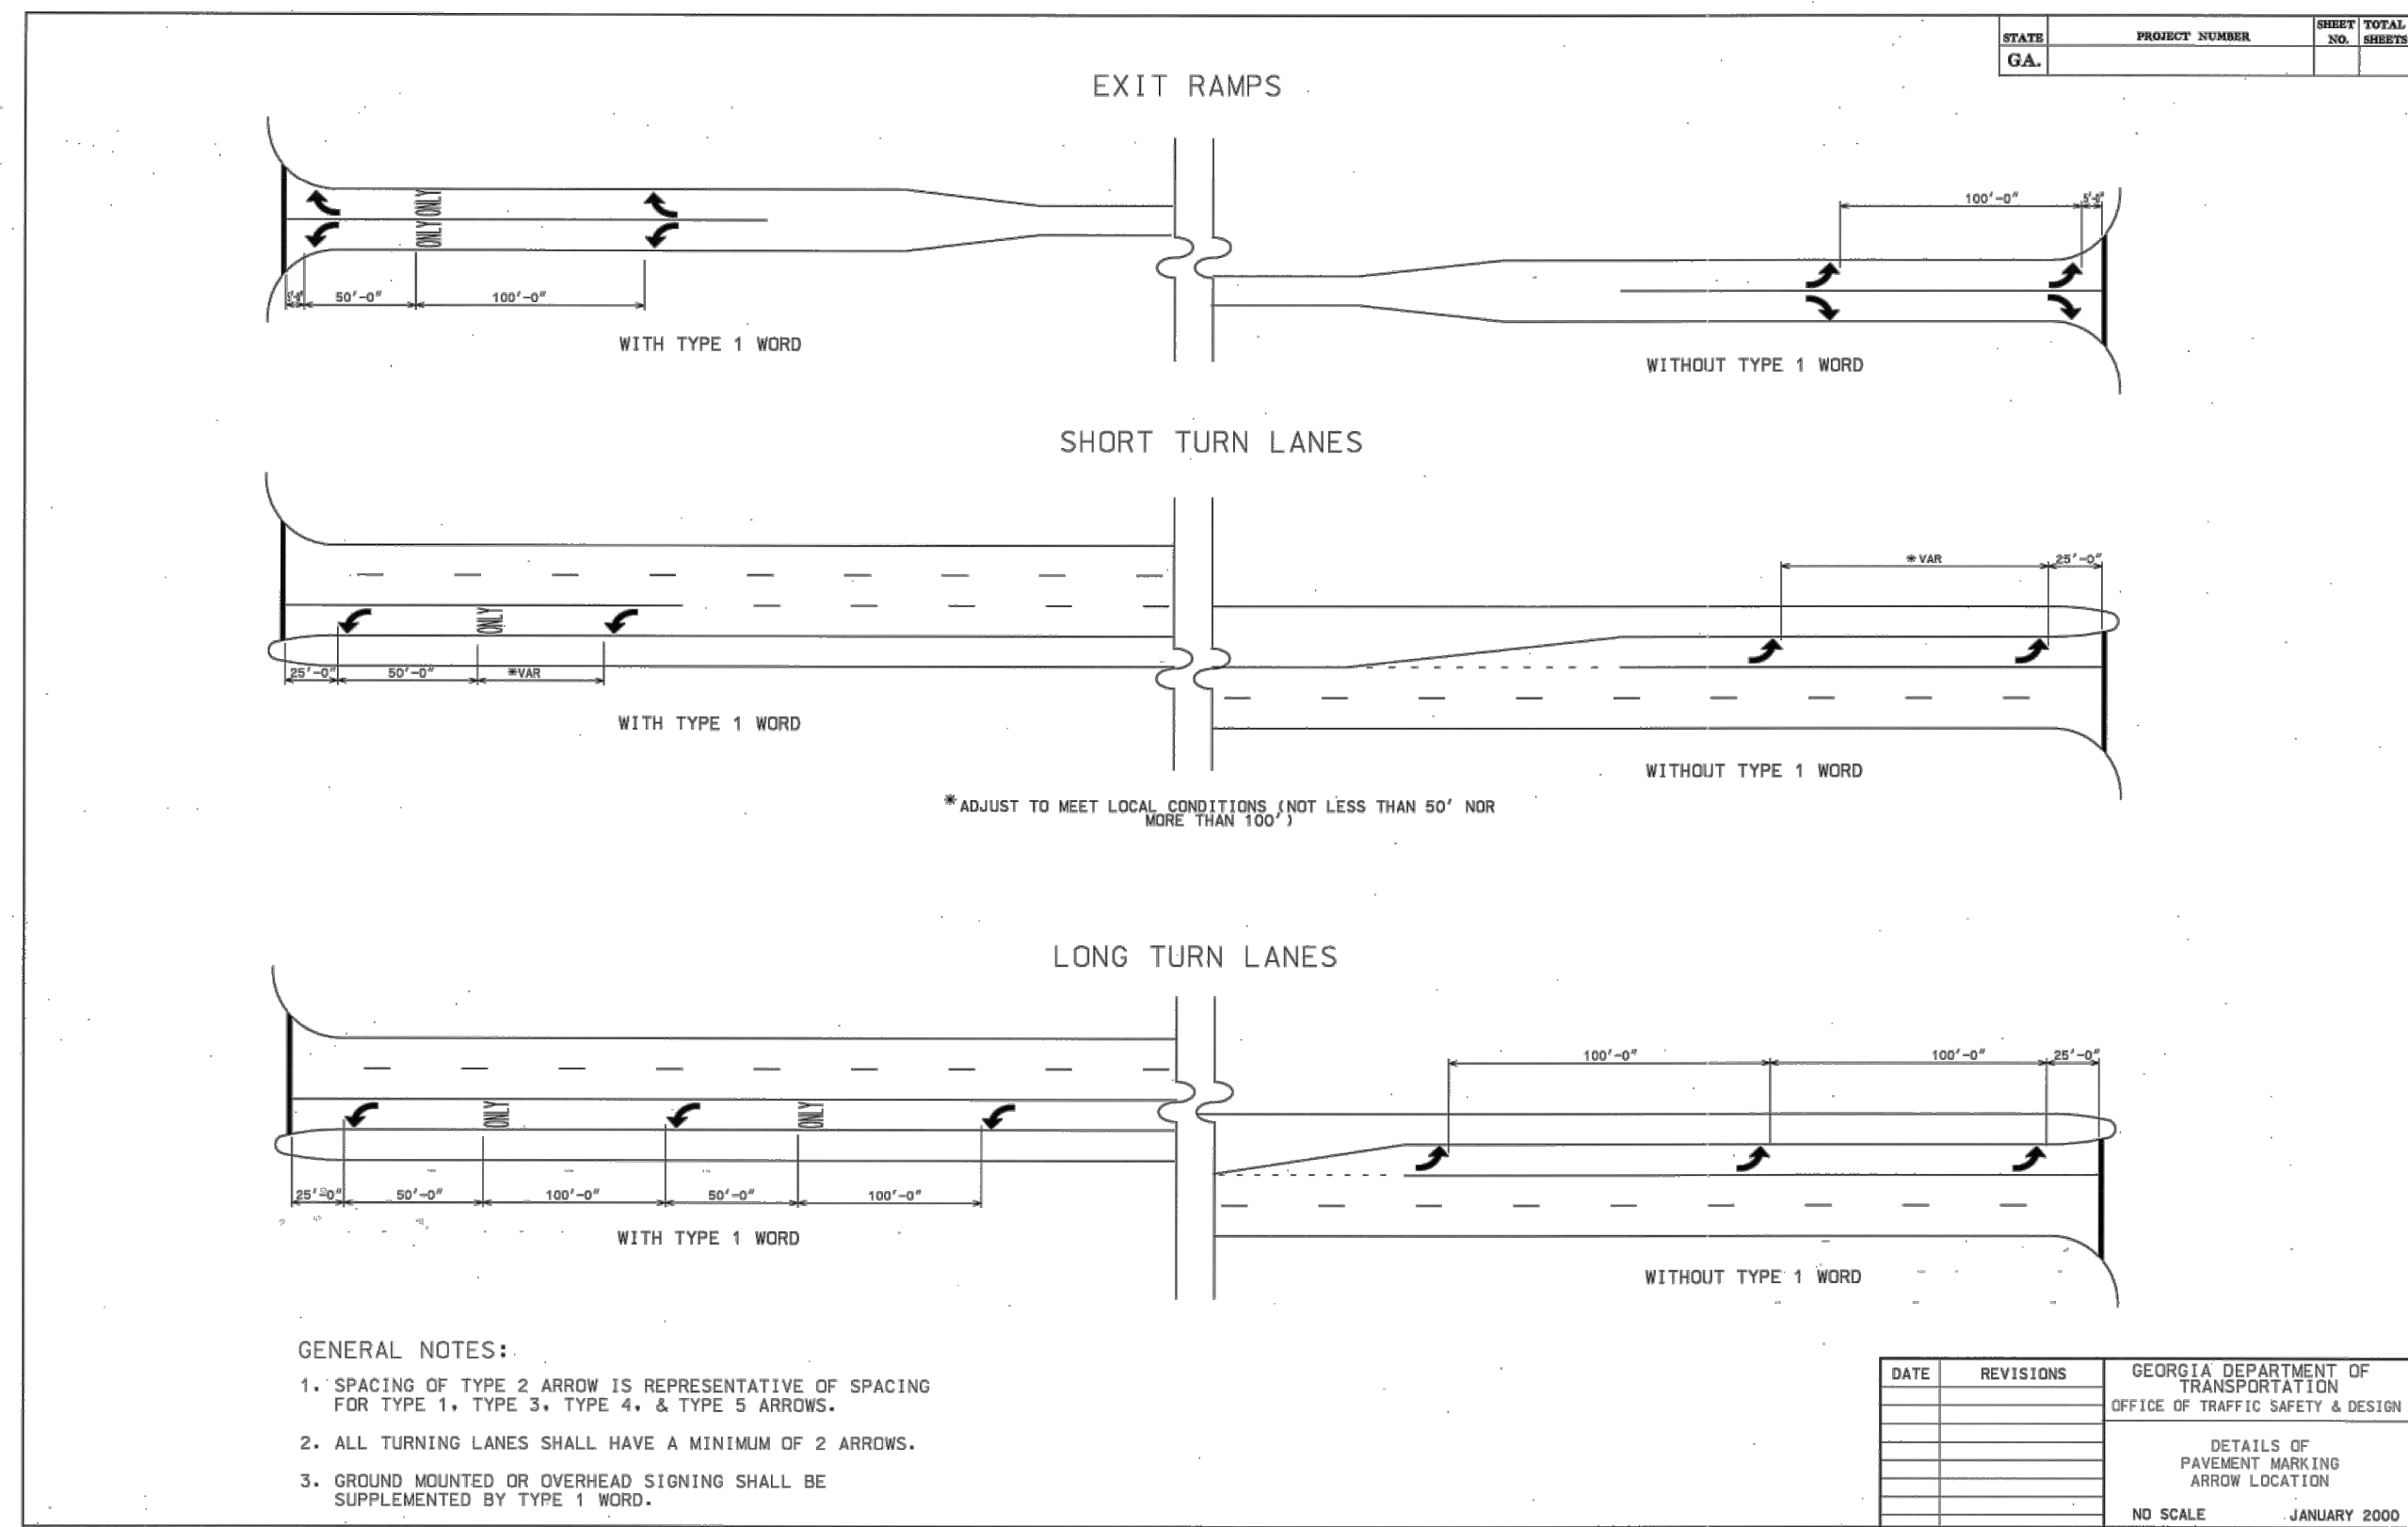 STATE PROJECT NUMBER SHEET NO. TOTAL SHEETS
GA.
EXIT RAMPS
ONLY ONLY
5'-0" 50'-0" 100'-0"
WITH TYPE 1 WORD
100'-0" 5'-0"
WITHOUT TYPE 1 WORD
SHORT TURN LANES
ONLY
25'-0" 50'-0" *VAR
WITH TYPE 1 WORD
*VAR 25'-0"
WITHOUT TYPE 1 WORD
*ADJUST TO MEET LOCAL CONDITIONS (NOT LESS THAN 50' NOR
MORE THAN 100')
LONG TURN LANES
ONLY ONLY
25'-0" 50'-0" 100'-0" 50'-0" 100'-0"
WITH TYPE 1 WORD
100'-0" 100'-0" 25'-0"
WITHOUT TYPE 1 WORD
GENERAL NOTES:
1. SPACING OF TYPE 2 ARROW IS REPRESENTATIVE OF SPACING
FOR TYPE 1, TYPE 3, TYPE 4, & TYPE 5 ARROWS.
2. ALL TURNING LANES SHALL HAVE A MINIMUM OF 2 ARROWS.
3. GROUND MOUNTED OR OVERHEAD SIGNING SHALL BE
SUPPLEMENTED BY TYPE 1 WORD.
DATE REVISIONS
GEORGIA DEPARTMENT OF
TRANSPORTATION
OFFICE OF TRAFFIC SAFETY & DESIGN
DETAILS OF
PAVEMENT MARKING
ARROW LOCATION
NO SCALE JANUARY 2000